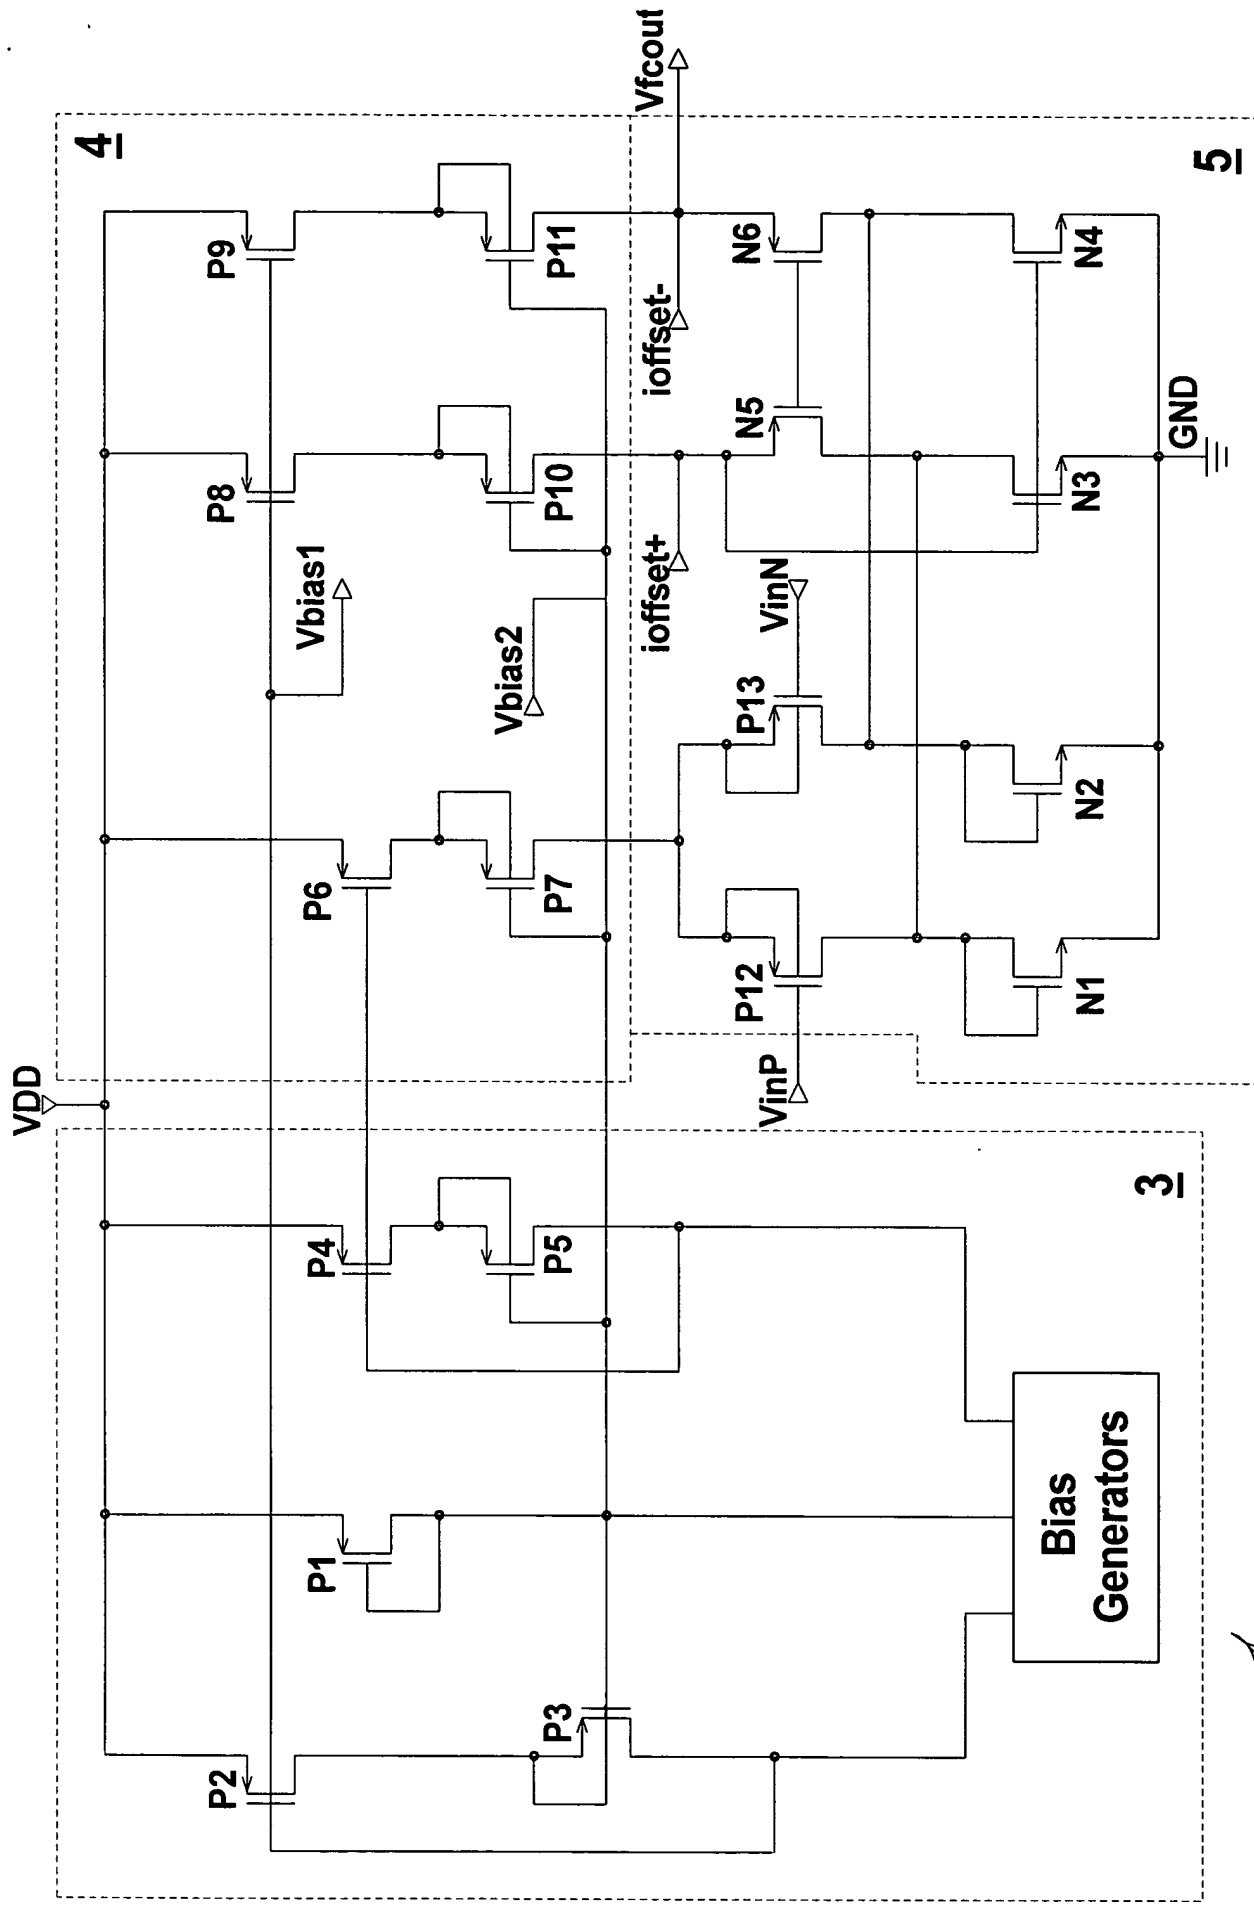 VDD
4
P9
P11
P8
P10
Vbias1
Vbias2
P6
P7
Vfcout
ioffset-
ioffset+
N6
N5
N4
N3
GND
5
VinN
P13
N2
P12
VinP
N1
3
P4
P5
P1
P2
P3
Bias
Generators